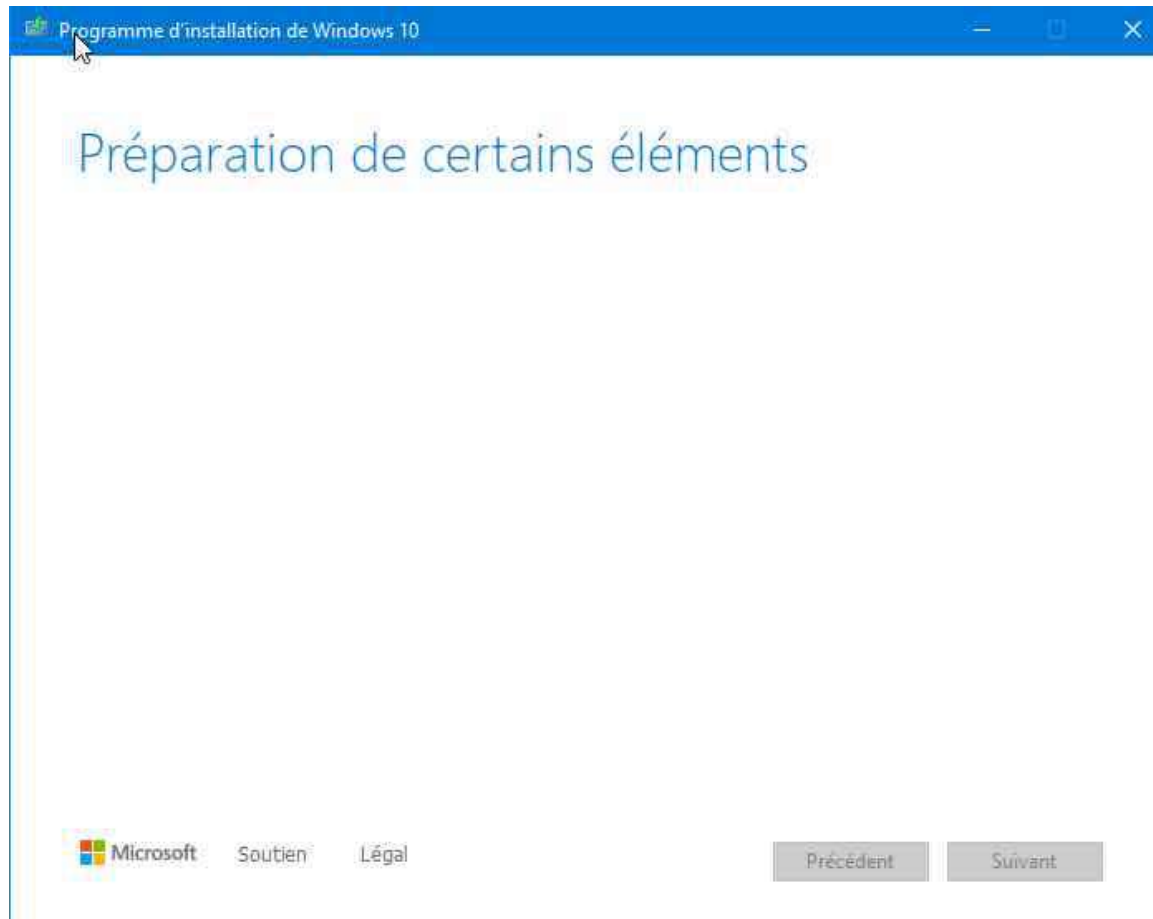 Programme d'installation de Windows 10
Préparation de certains éléments
Microsoft Soutien Légal
Précédent Suivant